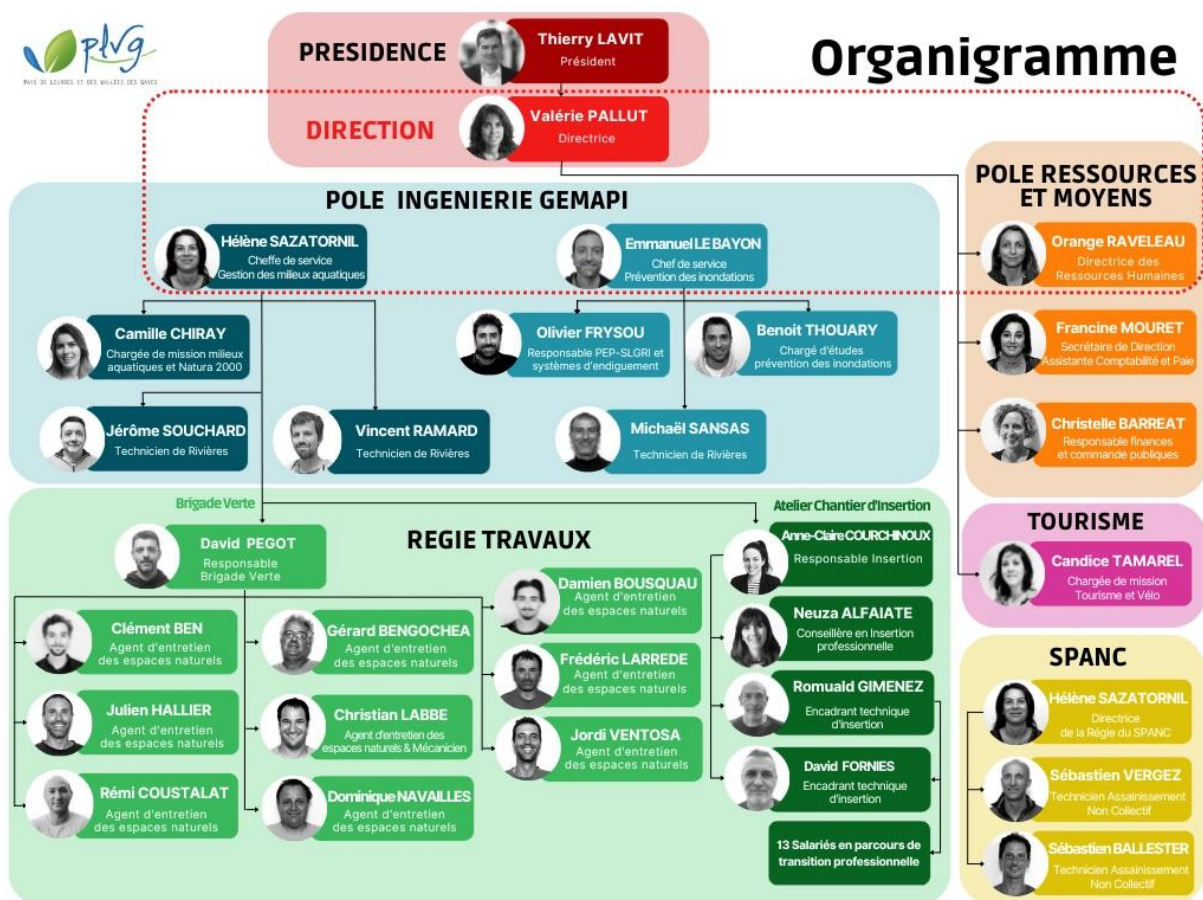 plvg
PAYS DE LOURDES ET DES VALLÉES DES GAVES
Organigramme
PRESIDENCE
Thierry LAVIT
Président
DIRECTION
Valérie PALLUT
Directrice
POLE INGENIERIE GEMAPI
Hélène SAZATORNIL
Cheffe de service
Gestion des milieux aquatiques
Emmanuel LE BAYON
Chef de service
Prévention des inondations
Camille CHIRAY
Chargée de mission milieux
aquatiques et Natura 2000
Olivier FRYSOU
Responsable PEP-SLGRI et
systèmes d'endiguement
Benoit THOUARY
Chargé d'études
prévention des inondations
Jérôme SOUCHARD
Technicien de Rivières
Vincent RAMARD
Technicien de Rivières
Michaël SANSAS
Technicien de Rivières
POLE RESSOURCES
ET MOYENS
Orange RAVELEAU
Directrice des
Ressources Humaines
Francine MOURET
Secrétaire de Direction
Assistante Comptabilité et Paie
Christelle BARREAT
Responsable finances
et commande publiques
Brigade Verte
REGIE TRAVAUX
David PEGOT
Responsable
Brigade Verte
Clément BEN
Agent d'entretien
des espaces naturels
Julien HALLIER
Agent d'entretien
des espaces naturels
Rémi COUSTALAT
Agent d'entretien
des espaces naturels
Gérard BENGOCHEA
Agent d'entretien
des espaces naturels
Christian LABBE
Agent d'entretien des
espaces naturels & Mécanicien
Dominique NAVAILLES
Agent d'entretien
des espaces naturels
Damien BOUSQUAU
Agent d'entretien
des espaces naturels
Frédéric LARREDE
Agent d'entretien
des espaces naturels
Jordi VENTOSA
Agent d'entretien
des espaces naturels
Atelier Chantier d'Insertion
Anne-Claire COURCHINOUX
Responsable Insertion
Neuza ALFAIATE
Conseillère en Insertion
professionnelle
Romuald GIMENEZ
Encadrant technique
d'insertion
David FORNIES
Encadrant technique
d'insertion
13 Salariés en parcours de
transition professionnelle
TOURISME
Candice TAMAREL
Chargée de mission
Tourisme et Vélo
SPANC
Hélène SAZATORNIL
Directrice
de la Régie du SPANC
Sébastien VERGEZ
Technicien Assainissement
Non Collectif
Sébastien BALLESTER
Technicien Assainissement
Non Collectif